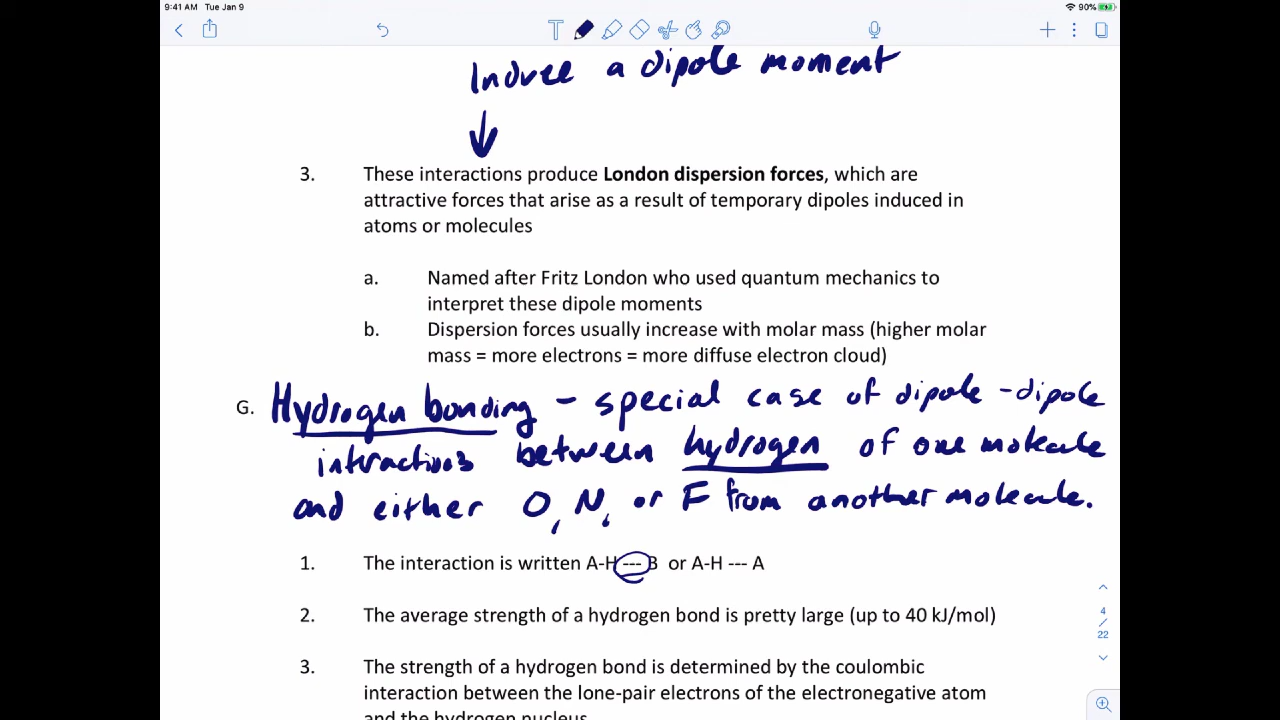 9:41 AM Tue Jan 9
90%
T
Induce a dipole moment
3. These interactions produce London dispersion forces, which are
attractive forces that arise as a result of temporary dipoles induced in
atoms or molecules
a. Named after Fritz London who used quantum mechanics to
interpret these dipole moments
b. Dispersion forces usually increase with molar mass (higher molar
mass = more electrons = more diffuse electron cloud)
G. Hydrogen bonding - special case of dipole-dipole
interactions between hydrogen of one molecule
and either O, N, or F from another molecule.
1. The interaction is written A-H --- B or A-H --- A
2. The average strength of a hydrogen bond is pretty large (up to 40 kJ/mol)
3. The strength of a hydrogen bond is determined by the coulombic
interaction between the lone-pair electrons of the electronegative atom
and the hydrogen nucleus
4
/
22